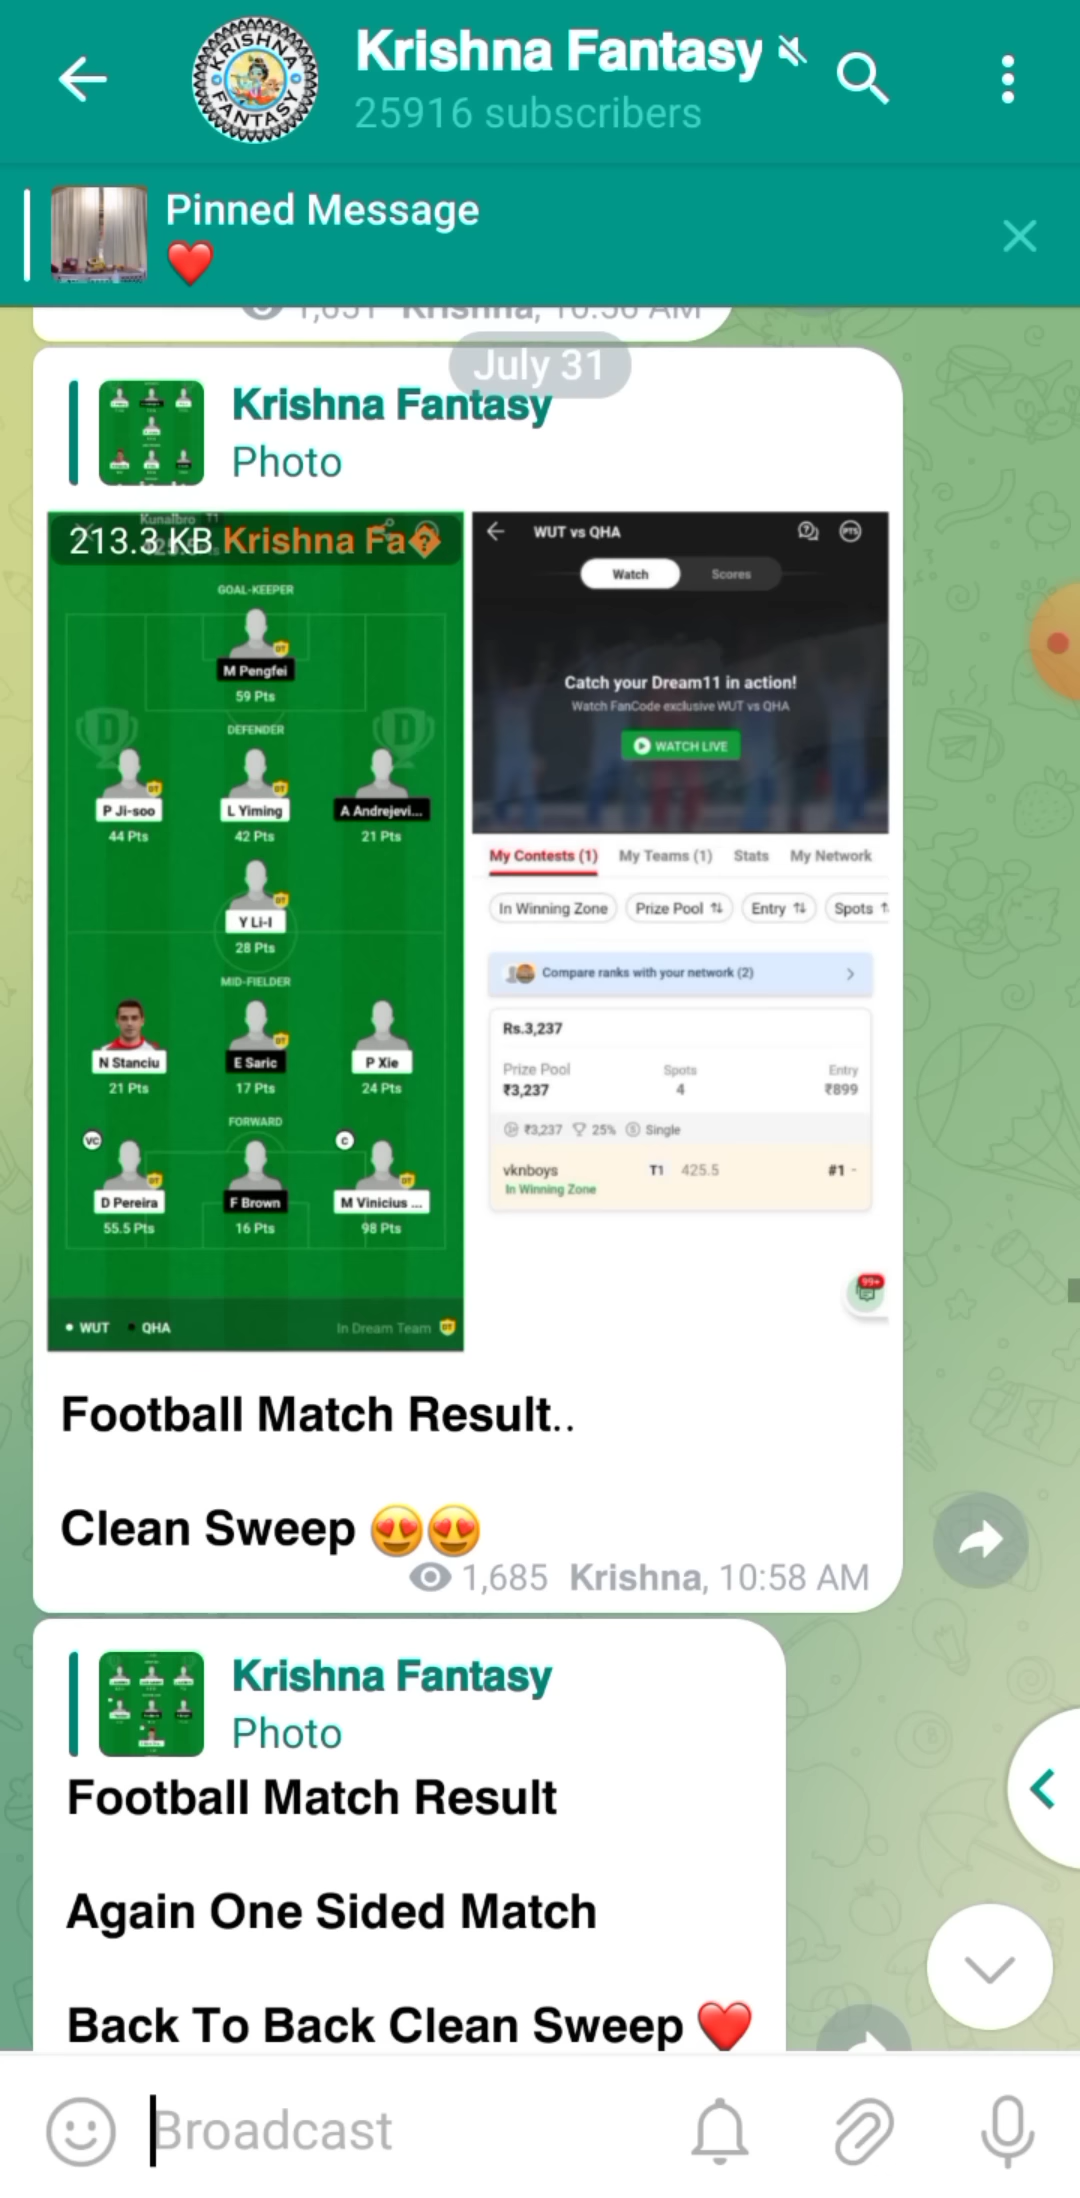 Krishna Fantasy
KRISHNA FANTASY
25916 subscribers
Pinned Message
❤️
Krishna,
July 31
Krishna Fantasy
Photo
Kunalbro T1
213.3 KB Krishna Fa
GOAL-KEEPER
M Pengfei
59 Pts
DEFENDER
P Ji-soo L Yiming A Andrejevi...
44 Pts 42 Pts 21 Pts
Y Li-I
28 Pts
MID-FIELDER
N Stanciu E Saric P Xie
21 Pts 17 Pts 24 Pts
FORWARD
VC C
D Pereira F Brown M Vinicius ...
55.5 Pts 16 Pts 98 Pts
WUT QHA In Dream Team DT
WUT vs QHA PTS
Watch Scores
Catch your Dream11 in action!
Watch FanCode exclusive WUT vs QHA
WATCH LIVE
My Contests (1) My Teams (1) Stats My Network
In Winning Zone Prize Pool Entry Spots
Compare ranks with your network (2)
Rs.3,237
Prize Pool Spots Entry
₹3,237 4 ₹899
₹3,237 25% Single
vknboys T1 425.5 #1 -
In Winning Zone
99+
Football Match Result..
Clean Sweep 😍😍
1,685 Krishna, 10:58 AM
Krishna Fantasy
Photo
Football Match Result
Again One Sided Match
Back To Back Clean Sweep ❤️
Broadcast